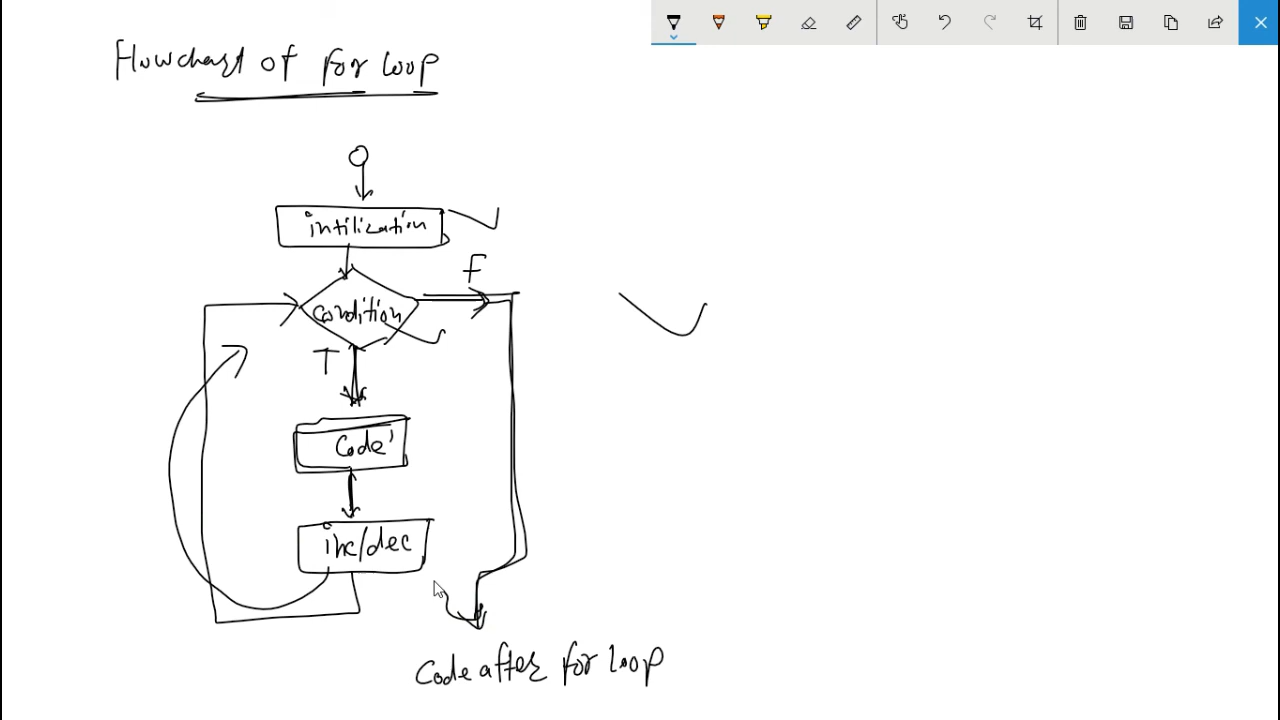 Flowchart of for loop
intilization
F
condition
T
Code
inc/dec
Code after for loop